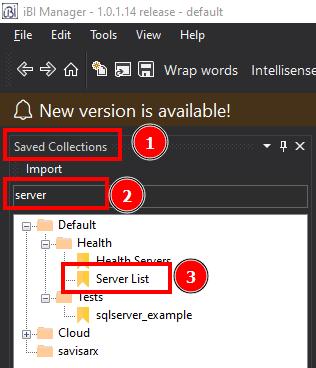 iBI Manager - 1.0.1.14 release - default
File Edit Tools View Help
Wrap words Intellisense
New version is available!
Saved Collections 1
Import
server 2
Default
Health
Health Servers
Server List 3
Tests
sqlserver_example
Cloud
savisarx